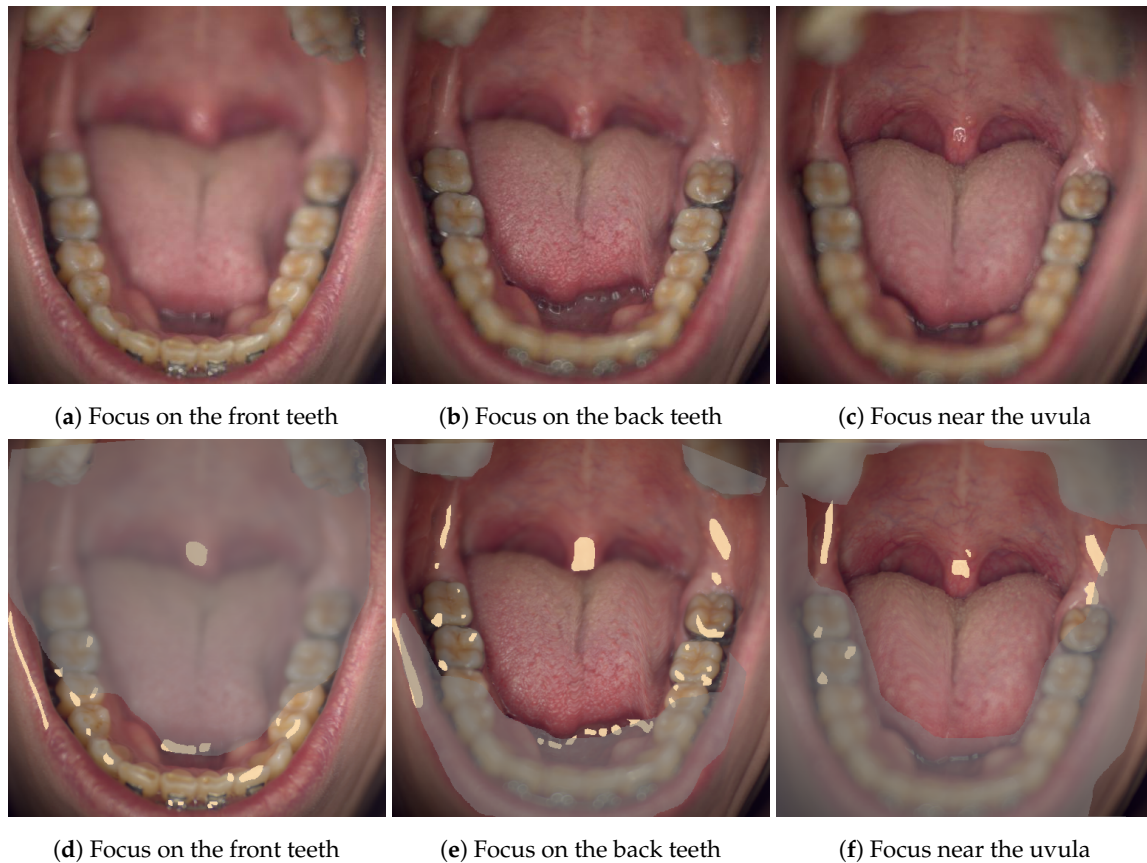 (a) Focus on the front teeth
(b) Focus on the back teeth
(c) Focus near the uvula
(d) Focus on the front teeth
(e) Focus on the back teeth
(f) Focus near the uvula